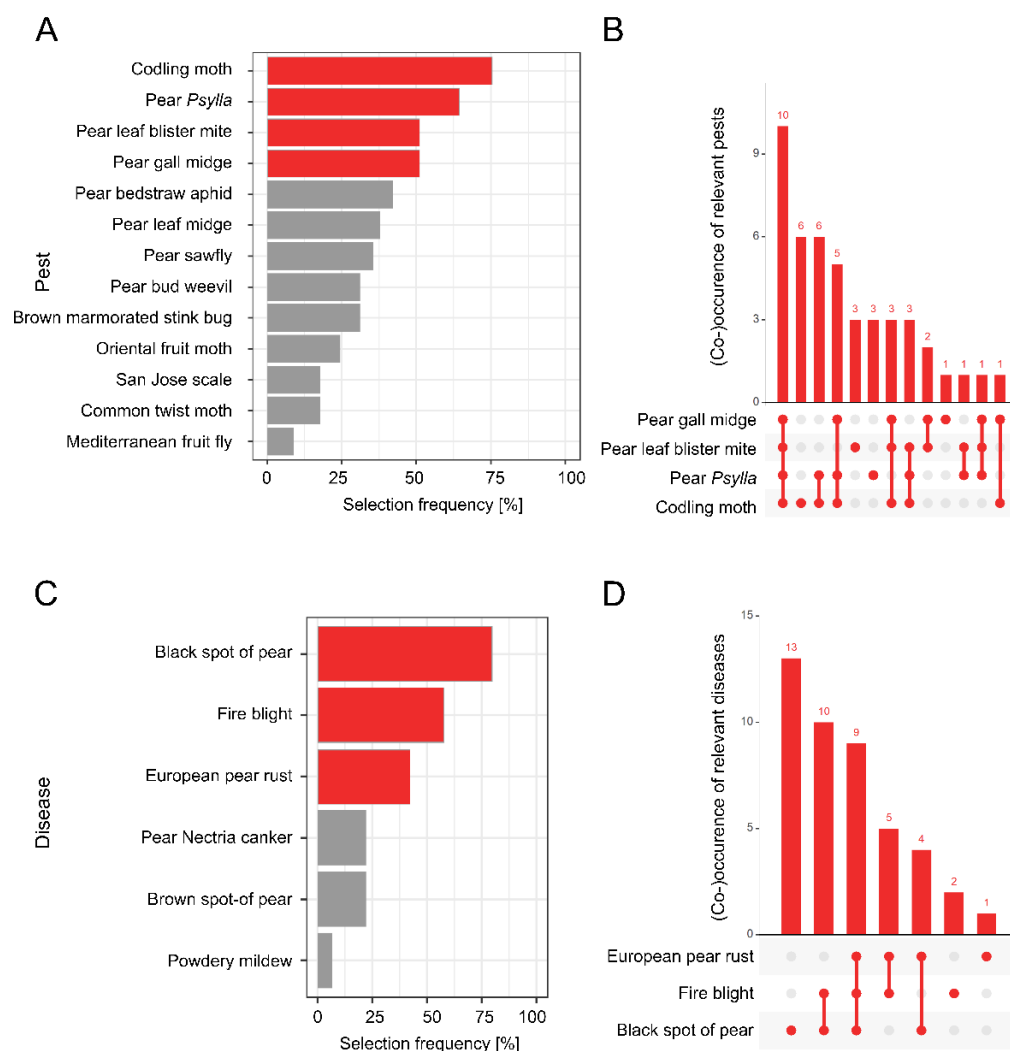 A
Pest
Codling moth
Pear Psylla
Pear leaf blister mite
Pear gall midge
Pear bedstraw aphid
Pear leaf midge
Pear sawfly
Pear bud weevil
Brown marmorated stink bug
Oriental fruit moth
San Jose scale
Common twist moth
Mediterranean fruit fly
0 25 50 75 100
Selection frequency [%]
B
(Co-)occurence of relevant pests
9
6
3
0
10 6 6 5 3 3 3 3 2 1 1 1 1
Pear gall midge
Pear leaf blister mite
Pear Psylla
Codling moth
C
Disease
Black spot of pear
Fire blight
European pear rust
Pear Nectria canker
Brown spot-of pear
Powdery mildew
0 25 50 75 100
Selection frequency [%]
D
(Co-)occurence of relevant diseases
15
10
5
0
13 10 9 5 4 2 1
European pear rust
Fire blight
Black spot of pear